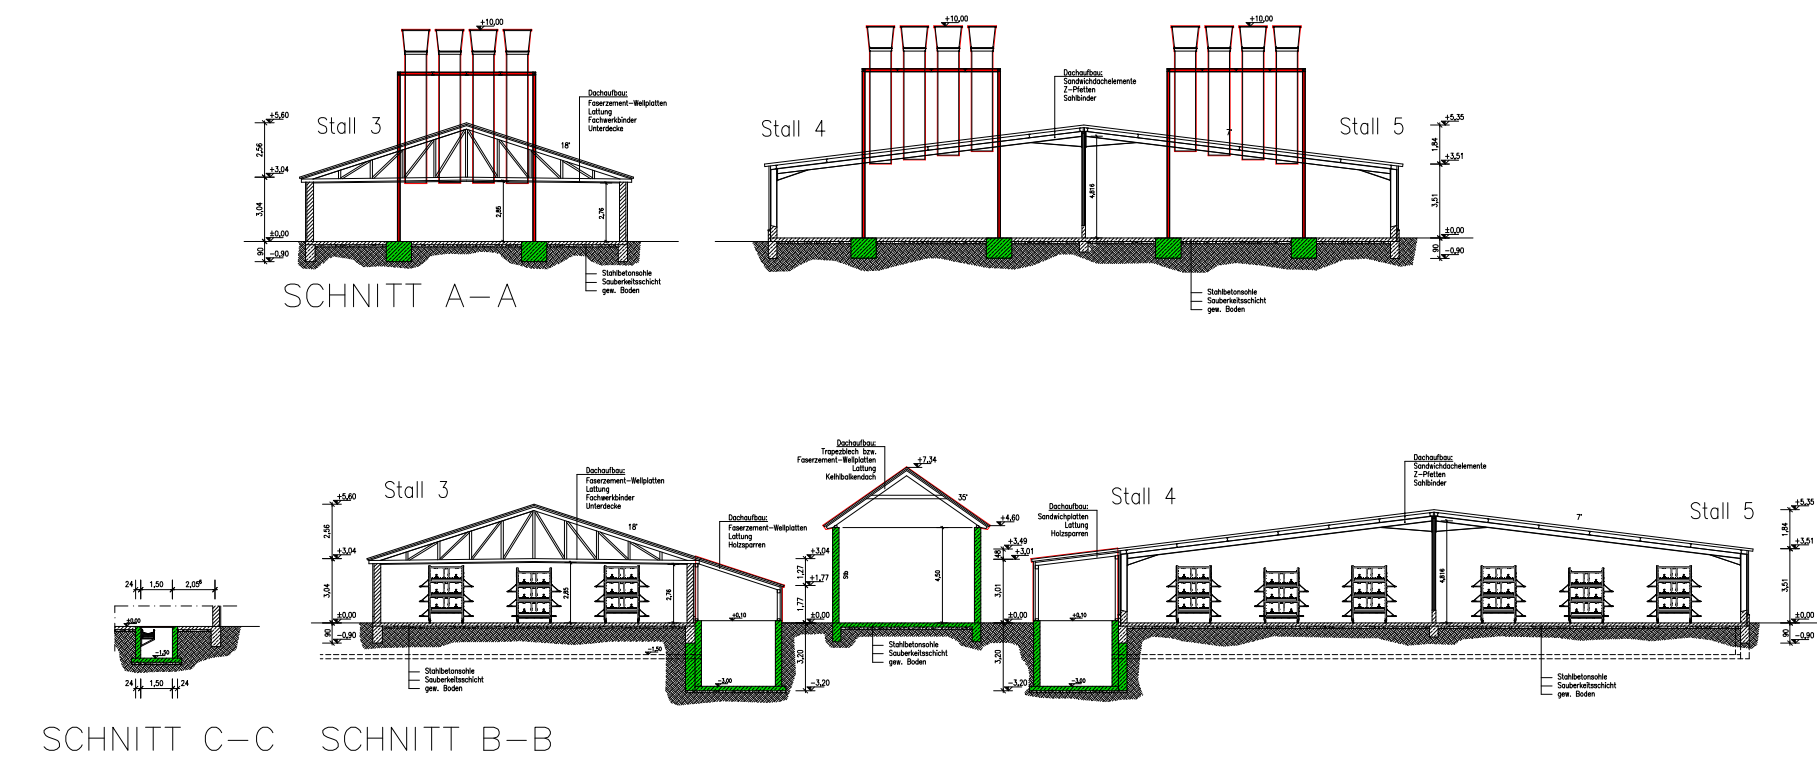 +10,00
+10,00
+10,00
Dachaufbau:
Faserzement-Wellplatten
Lattung
Fachwerkbinder
Unterdecke
Dachaufbau:
Sandwichdachelemente
Z-Pfetten
Sahlbinder
Stall 3
Stall 4
Stall 5
+5,60
2,56
+3,04
3,04
±0,00
90
-0,90
18°
2,85
2,76
4,816
7°
+5,35
1,84
+3,51
3,51
±0,00
90
-0,90
Stahlbetonsohle
Sauberkeitsschicht
gew. Boden
Stahlbetonsohle
Sauberkeitsschicht
gew. Boden
SCHNITT A-A
Dachaufbau:
Trapezblech bzw.
Faserzement-Wellplatten
Lattung
Kehlbalkendach
+7,34
35°
+4,60
Stall 3
Dachaufbau:
Faserzement-Wellplatten
Lattung
Fachwerkbinder
Unterdecke
18°
Dachaufbau:
Faserzement-Wellplatten
Lattung
Holzsparren
Dachaufbau:
Sandwichplatten
Lattung
Holzsparren
Stall 4
Dachaufbau:
Sandwichdachelemente
Z-Pfetten
Sahlbinder
7°
Stall 5
+5,60
2,56
+3,04
3,04
±0,00
90
-0,90
2,85
2,76
+3,04
1,27
+1,77
1,77
±0,00
3,20
-3,20
Stb
4,50
+3,49
48
+3,01
3,01
±0,00
3,20
-3,20
4,816
+5,35
1,84
+3,51
3,51
±0,00
90
-0,90
±0,10
±0,10
-1,50
-3,00
-3,00
24 1,50 2,05⁵
±0,00
-1,50
24 1,50 24
Stahlbetonsohle
Sauberkeitsschicht
gew. Boden
Stahlbetonsohle
Sauberkeitsschicht
gew. Boden
Stahlbetonsohle
Sauberkeitsschicht
gew. Boden
SCHNITT C-C
SCHNITT B-B